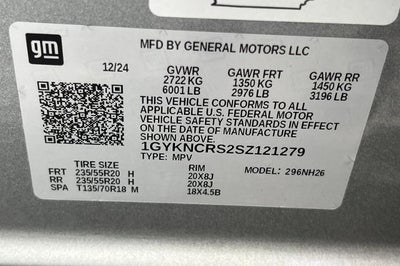 gm
MFD BY GENERAL MOTORS LLC
12/24 GVWR GAWR FRT GAWR RR
2722 KG 1350 KG 1450 KG
6001 LB 2976 LB 3196 LB
THIS VEHICLE CONFORMS TO ALL
APPLICABLE U.S. FEDERAL MOTOR
VEHICLE SAFETY AND THEFT
PREVENTION STANDARDS IN EFFECT ON THE
DATE OF MANUFACTURE SHOWN ABOVE.
1GYKNCRS2SZ121279
TYPE: MPV
TIRE SIZE RIM MODEL: 296NH26
FRT 235/55R20 H 20X8J
RR 235/55R20 H 20X8J
SPA T135/70R18 M 18X4.5B